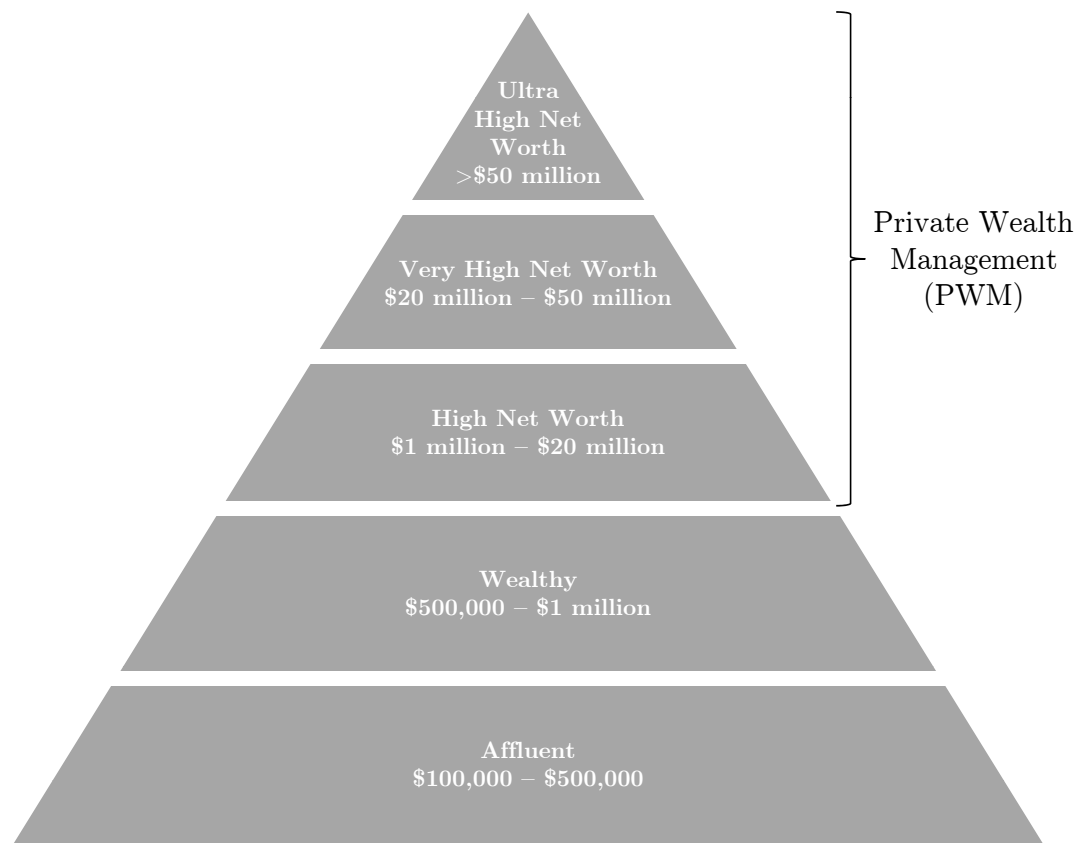 Ultra
High Net
Worth
>$50 million
Very High Net Worth
$20 million – $50 million
High Net Worth
$1 million – $20 million
Wealthy
$500,000 – $1 million
Affluent
$100,000 – $500,000
Private Wealth
Management
(PWM)